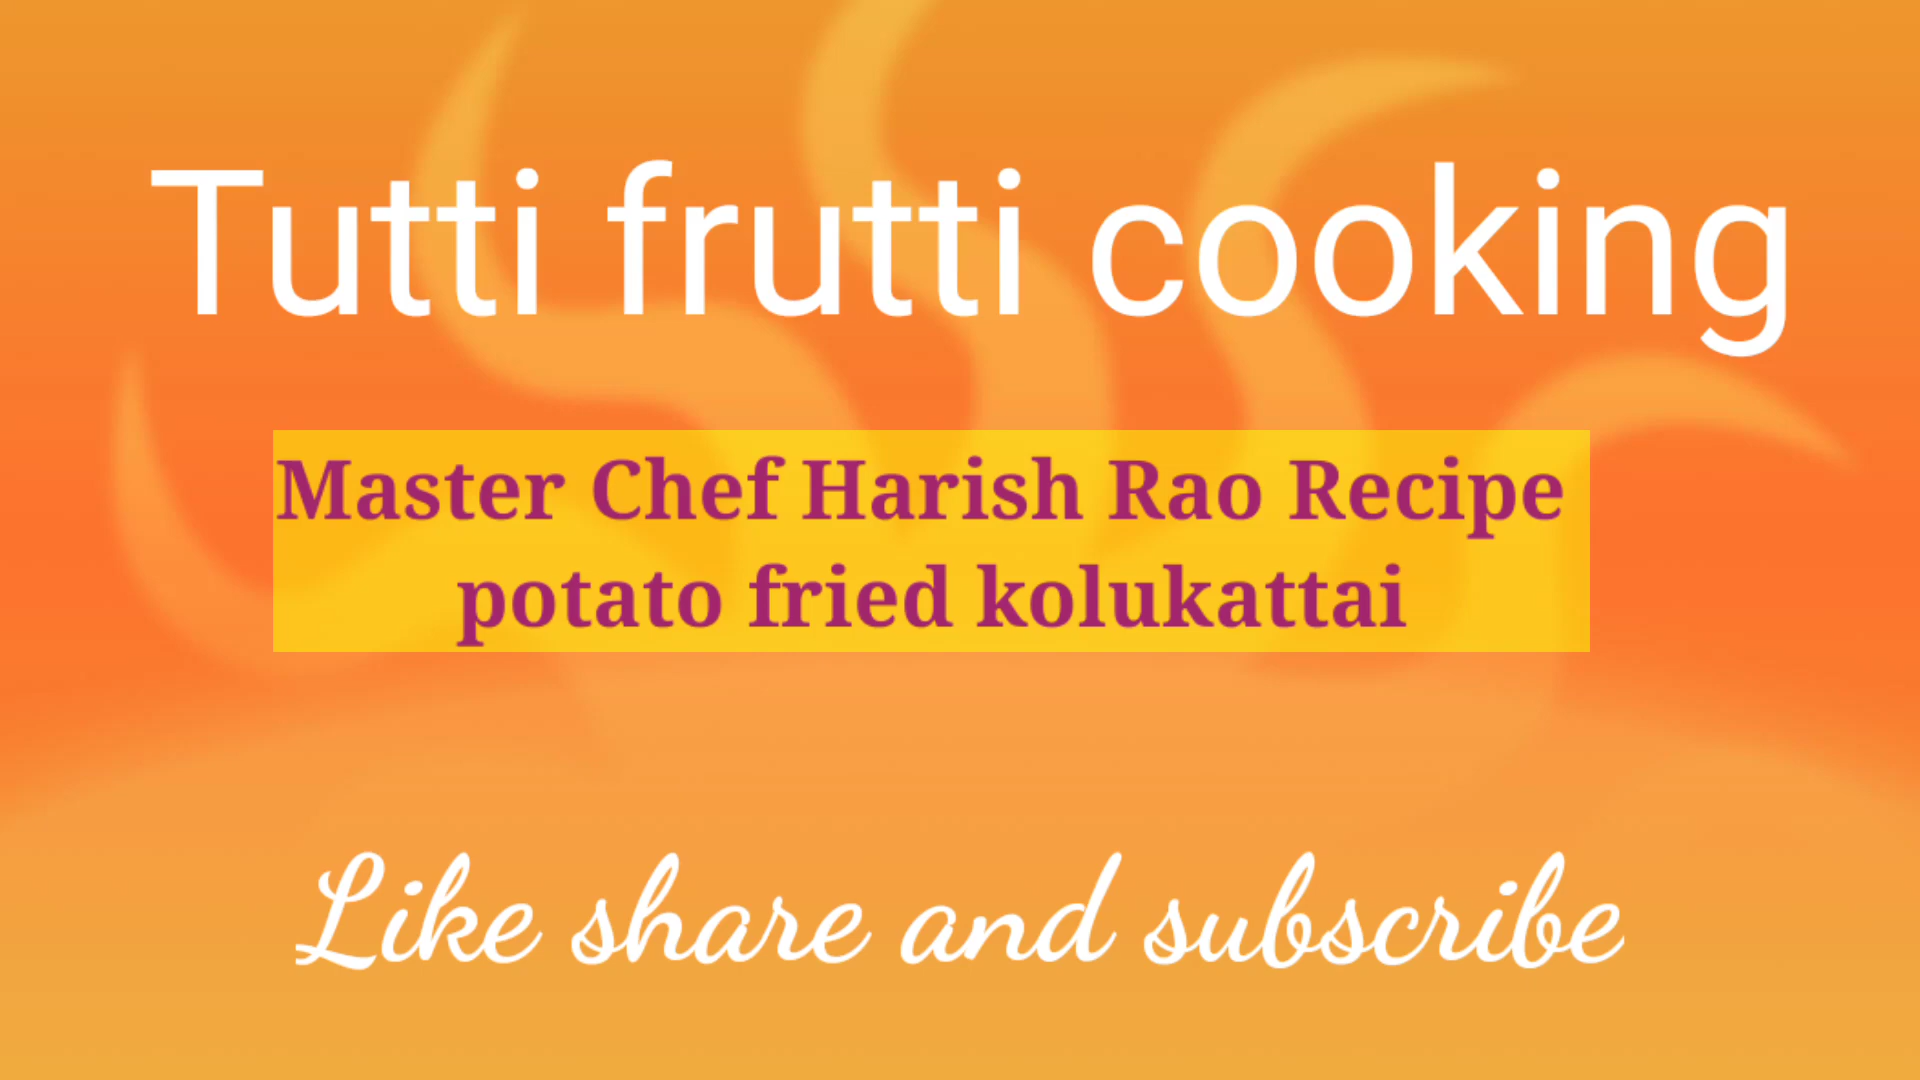 Tutti frutti cooking
Master Chef Harish Rao Recipe
potato fried kolukattai
Like share and subscribe